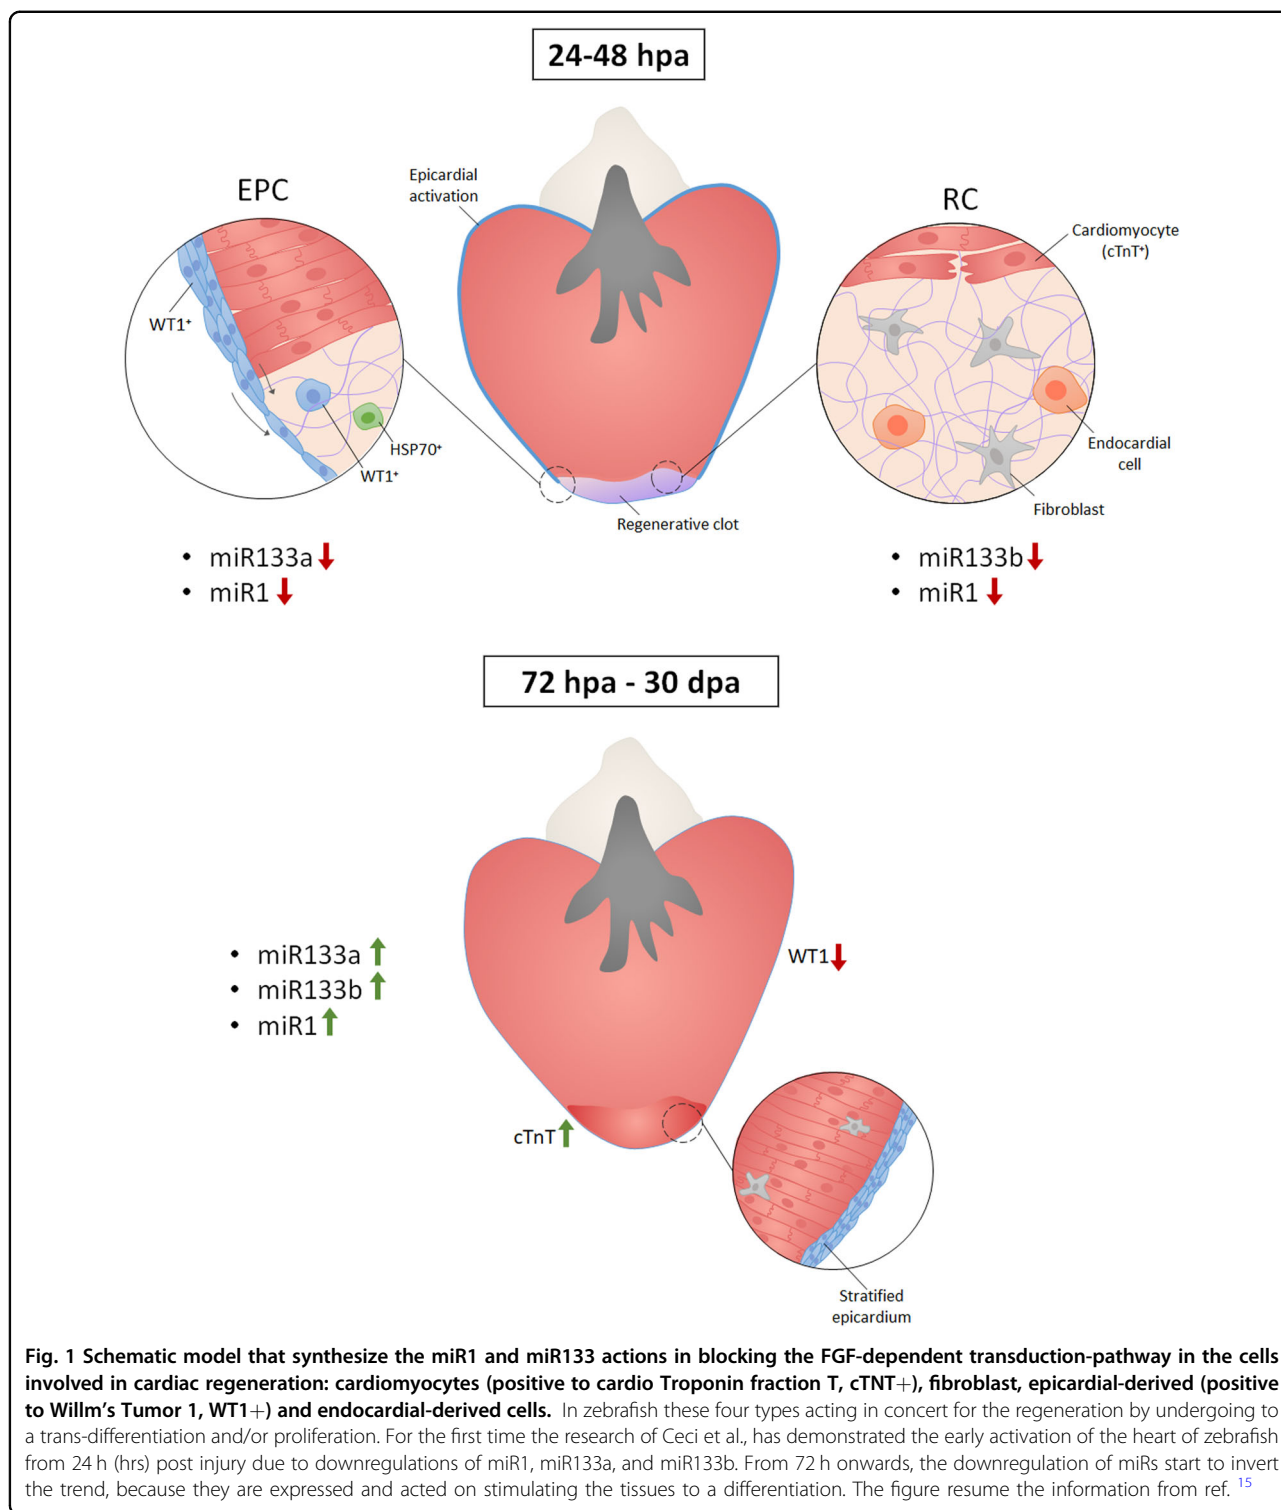 24-48 hpa
Epicardial
activation
EPC
RC
Cardiomyocyte
(cTnT⁺)
WT1⁺
HSP70⁺
WT1⁺
Endocardial
cell
Fibroblast
Regenerative clot
• miR133a ↓
• miR1 ↓
• miR133b ↓
• miR1 ↓
72 hpa - 30 dpa
• miR133a ↑
• miR133b ↑
• miR1 ↑
WT1 ↓
cTnT ↑
Stratified
epicardium
Fig. 1 Schematic model that synthesize the miR1 and miR133 actions in blocking the FGF-dependent transduction-pathway in the cells
involved in cardiac regeneration: cardiomyocytes (positive to cardio Troponin fraction T, cTNT+), fibroblast, epicardial-derived (positive
to Willm's Tumor 1, WT1+) and endocardial-derived cells. In zebrafish these four types acting in concert for the regeneration by undergoing to
a trans-differentiation and/or proliferation. For the first time the research of Ceci et al., has demonstrated the early activation of the heart of zebrafish
from 24 h (hrs) post injury due to downregulations of miR1, miR133a, and miR133b. From 72 h onwards, the downregulation of miRs start to invert
the trend, because they are expressed and acted on stimulating the tissues to a differentiation. The figure resume the information from ref. 15